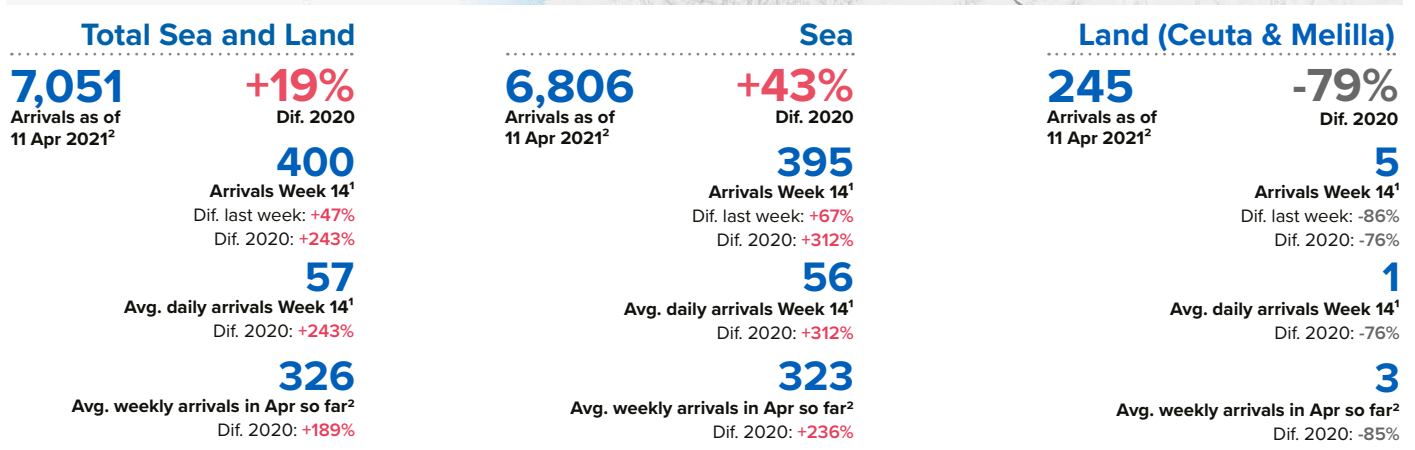 Total Sea and Land
7,051
+19%
Arrivals as of
11 Apr 2021²
Dif. 2020
400
Arrivals Week 14¹
Dif. last week: +47%
Dif. 2020: +243%
57
Avg. daily arrivals Week 14¹
Dif. 2020: +243%
326
Avg. weekly arrivals in Apr so far²
Dif. 2020: +189%
Sea
6,806
+43%
Arrivals as of
11 Apr 2021²
Dif. 2020
395
Arrivals Week 14¹
Dif. last week: +67%
Dif. 2020: +312%
56
Avg. daily arrivals Week 14¹
Dif. 2020: +312%
323
Avg. weekly arrivals in Apr so far²
Dif. 2020: +236%
Land (Ceuta & Melilla)
245
-79%
Arrivals as of
11 Apr 2021²
Dif. 2020
5
Arrivals Week 14¹
Dif. last week: -86%
Dif. 2020: -76%
1
Avg. daily arrivals Week 14¹
Dif. 2020: -76%
3
Avg. weekly arrivals in Apr so far²
Dif. 2020: -85%